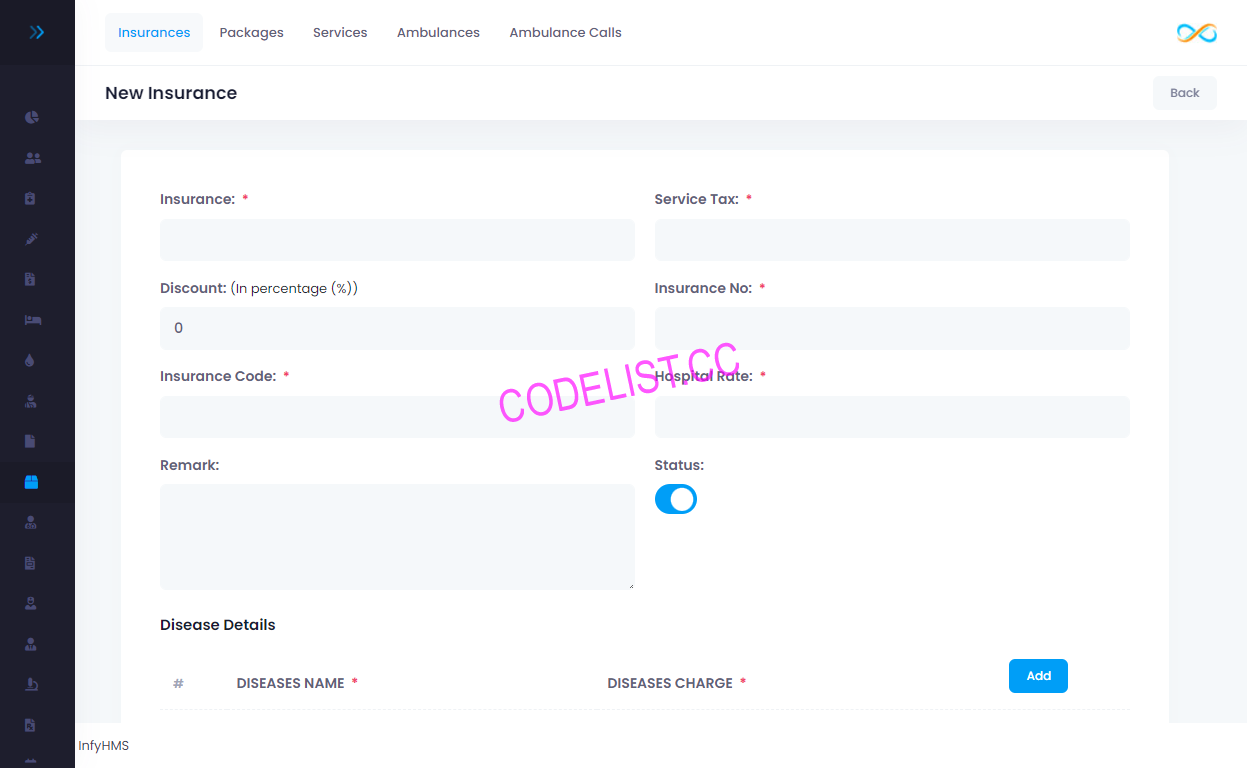 Insurances Packages Services Ambulances Ambulance Calls
New Insurance
Back
Insurance: * Service Tax: *
Discount: (In percentage (%)) Insurance No: *
0
Insurance Code: * Hospital Rate: *
CODELIST.CC
Remark: Status:
Disease Details
# DISEASES NAME * DISEASES CHARGE * Add
InfyHMS